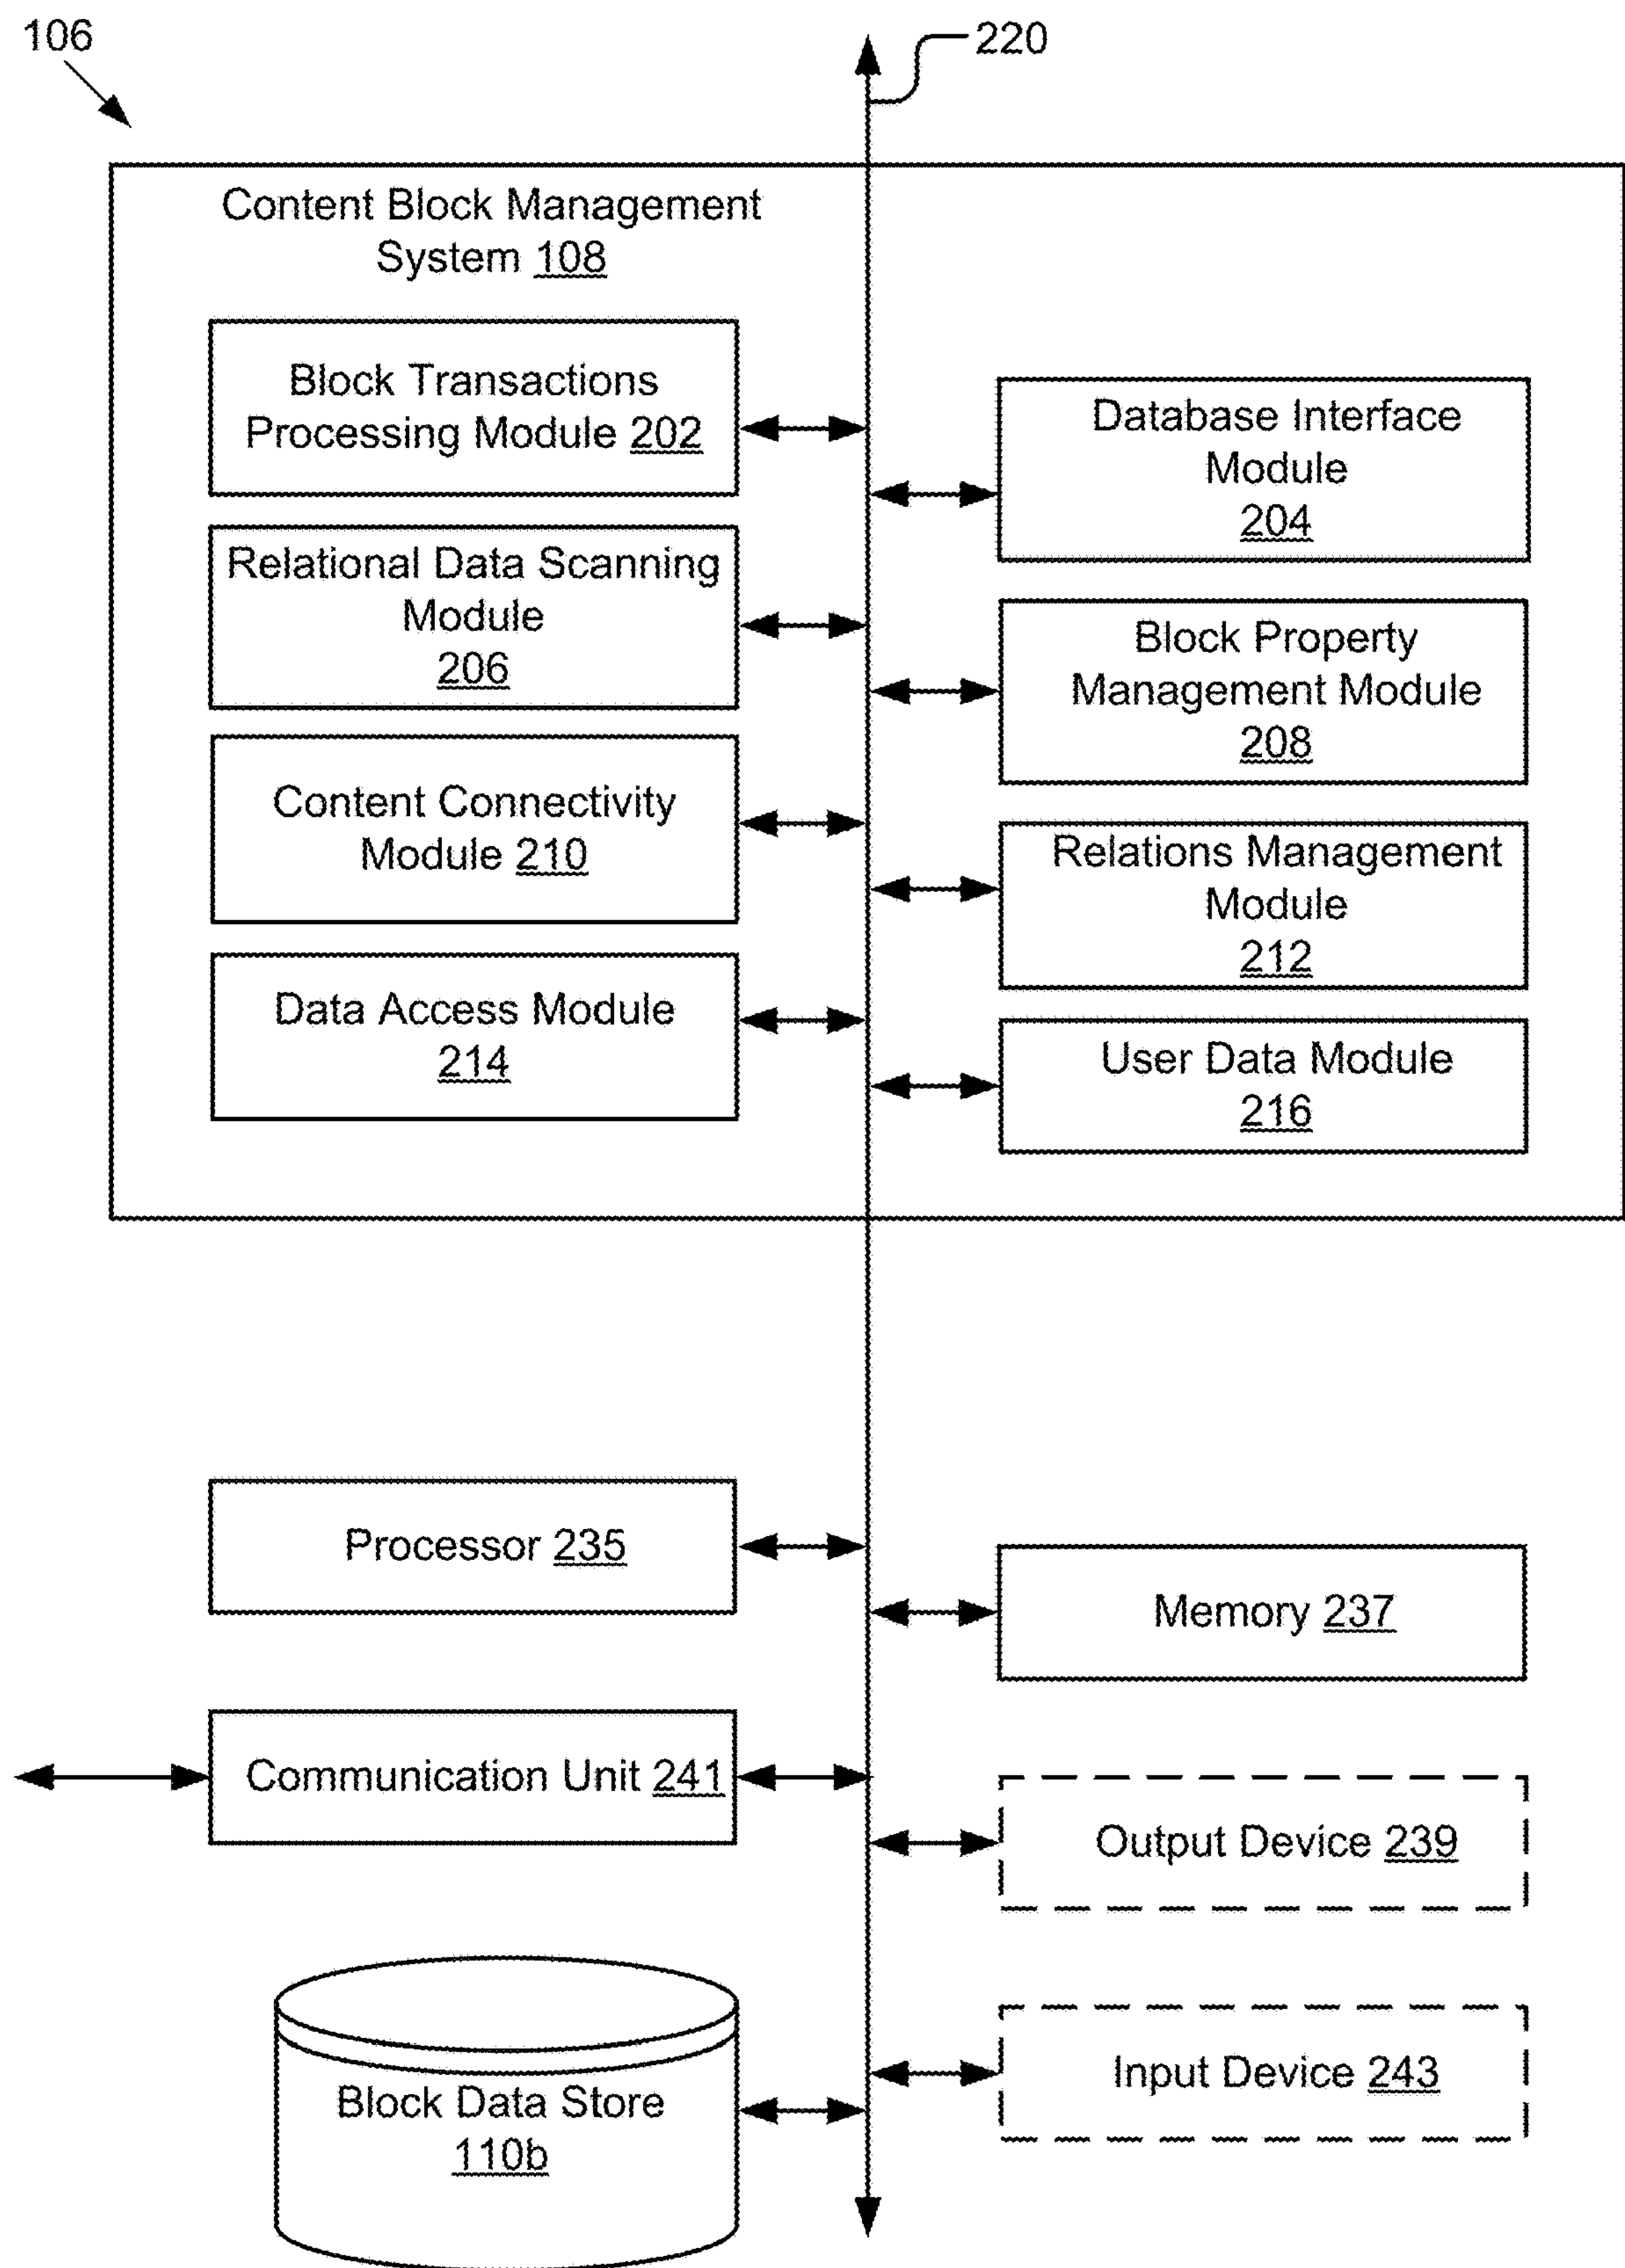 106
220
Content Block Management
System 108
Block Transactions
Processing Module 202
Database Interface
Module
204
Relational Data Scanning
Module
206
Block Property
Management Module
208
Content Connectivity
Module 210
Relations Management
Module
212
Data Access Module
214
User Data Module
216
Processor 235
Memory 237
Communication Unit 241
Output Device 239
Input Device 243
Block Data Store
110b